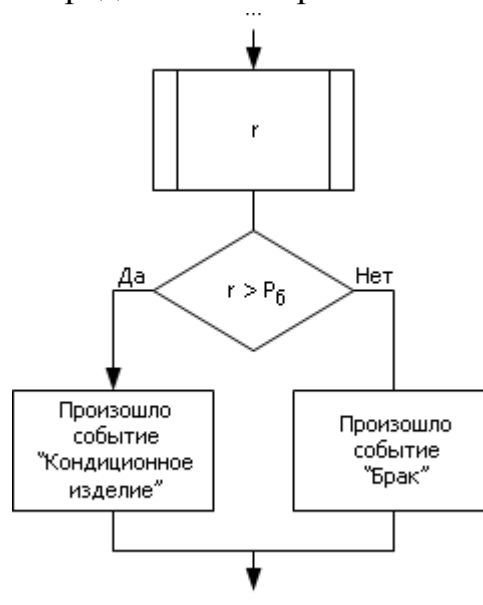 ...
r
Да
r > Pб
Нет
Произошло
событие
"Кондиционное
изделие"
Произошло
событие
"Брак"